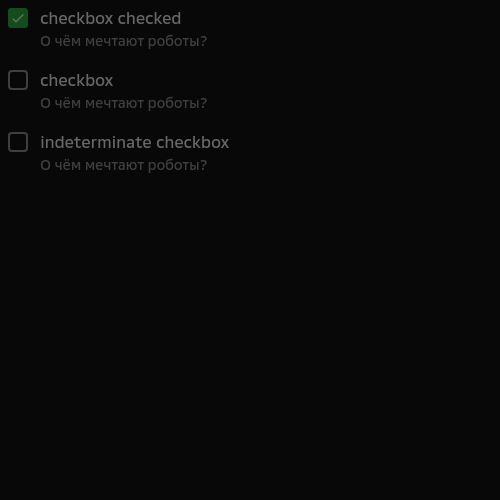 checkbox checked
О чём мечтают роботы?
checkbox
О чём мечтают роботы?
indeterminate checkbox
О чём мечтают роботы?